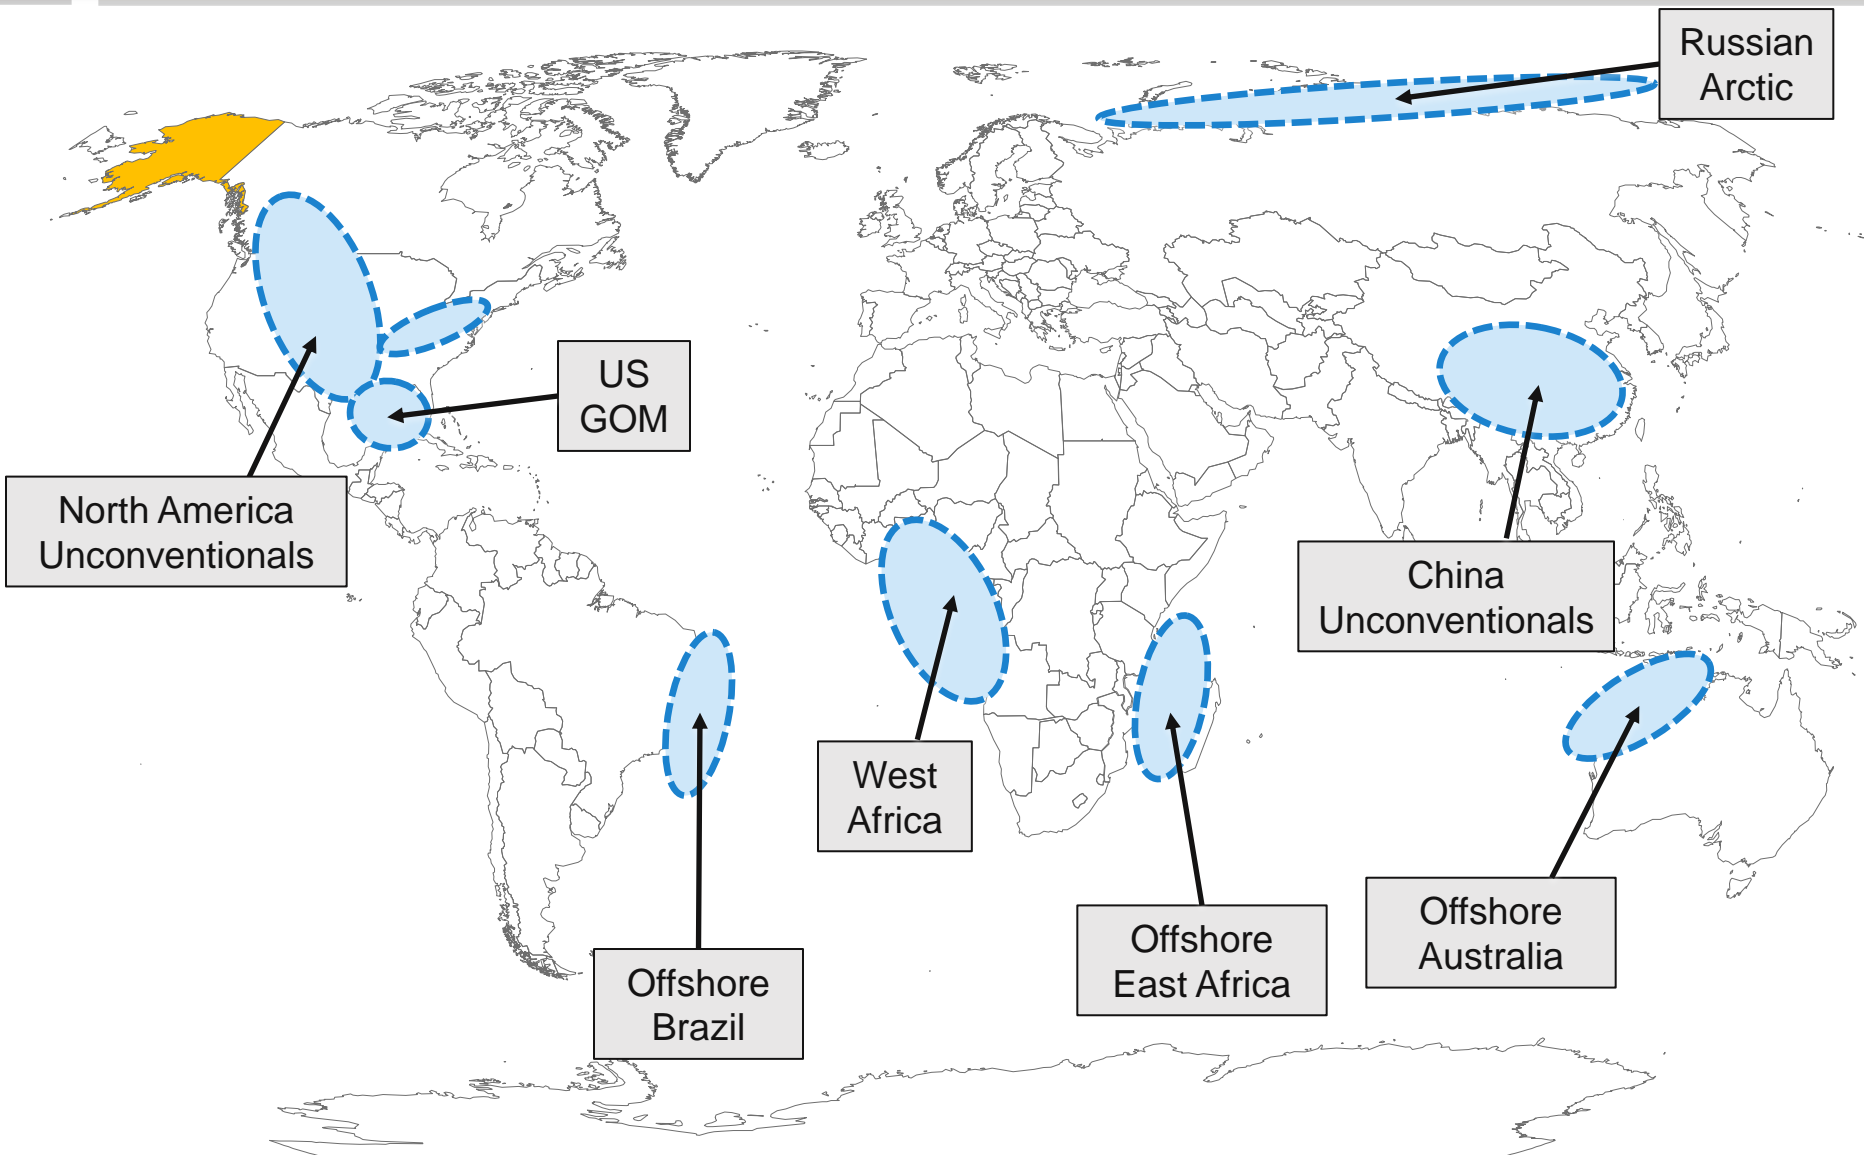 Russian
Arctic
US
GOM
North America
Unconventionals
China
Unconventionals
West
Africa
Offshore
Australia
Offshore
East Africa
Offshore
Brazil